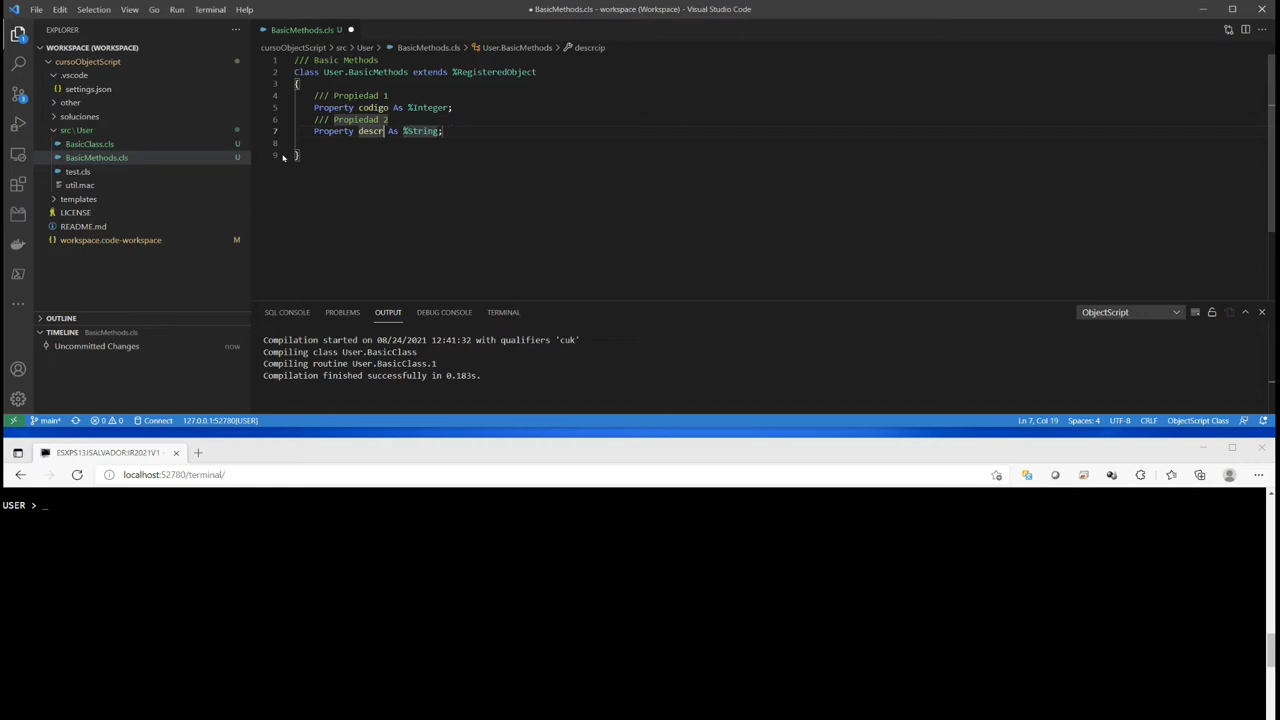 File Edit Selection View Go Run Terminal Help
● BasicMethods.cls - workspace (Workspace) - Visual Studio Code
EXPLORER
WORKSPACE (WORKSPACE)
cursoObjectScript
.vscode
settings.json
other
soluciones
src\User
BasicClass.cls U
BasicMethods.cls U
test.cls
util.mac
templates
LICENSE
README.md
workspace.code-workspace M
OUTLINE
TIMELINE BasicMethods.cls
Uncommitted Changes now
1
3
BasicMethods.cls U
cursoObjectScript > src > User > BasicMethods.cls > User.BasicMethods > descrcip
1 /// Basic Methods
2 Class User.BasicMethods extends %RegisteredObject
3 {
4 /// Propiedad 1
5 Property codigo As %Integer;
6 /// Propiedad 2
7 Property descr As %String;
8
9 }
SQL CONSOLE PROBLEMS OUTPUT DEBUG CONSOLE TERMINAL
ObjectScript
Compilation started on 08/24/2021 12:41:32 with qualifiers 'cuk'
Compiling class User.BasicClass
Compiling routine User.BasicClass.1
Compilation finished successfully in 0.183s.
main* 0 0 Connect 127.0.0.1:52780[USER] Ln 7, Col 19 Spaces: 4 UTF-8 CRLF ObjectScript Class
ESXPS13JSALVADOR:IR2021V1 -
localhost:52780/terminal/
USER > _